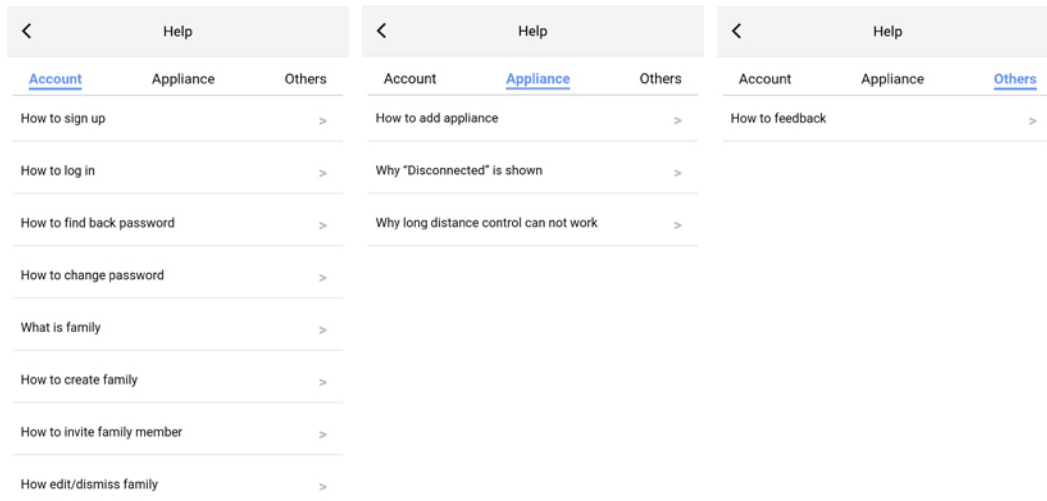 Help
Account Appliance Others
How to sign up >
How to log in >
How to find back password >
How to change password >
What is family >
How to create family >
How to invite family member >
How edit/dismiss family >
Help
Account Appliance Others
How to add appliance >
Why “Disconnected” is shown >
Why long distance control can not work >
Help
Account Appliance Others
How to feedback >